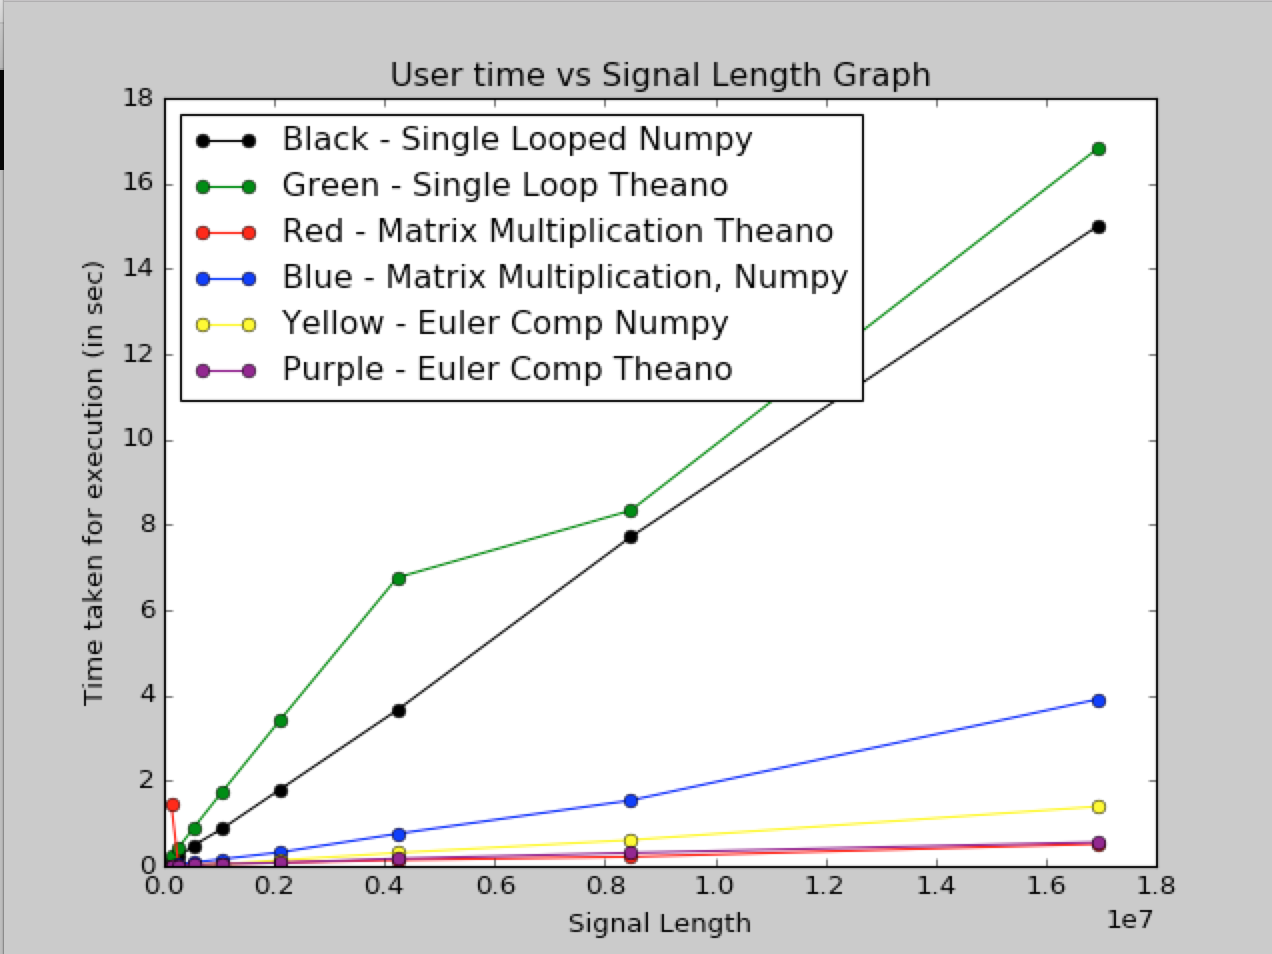 User time vs Signal Length Graph
18
16
14
12
10
8
6
4
2
0
Black - Single Looped Numpy
Green - Single Loop Theano
Red - Matrix Multiplication Theano
Blue - Matrix Multiplication, Numpy
Yellow - Euler Comp Numpy
Purple - Euler Comp Theano
Time taken for execution (in sec)
0.0 0.2 0.4 0.6 0.8 1.0 1.2 1.4 1.6 1.8
1e7
Signal Length